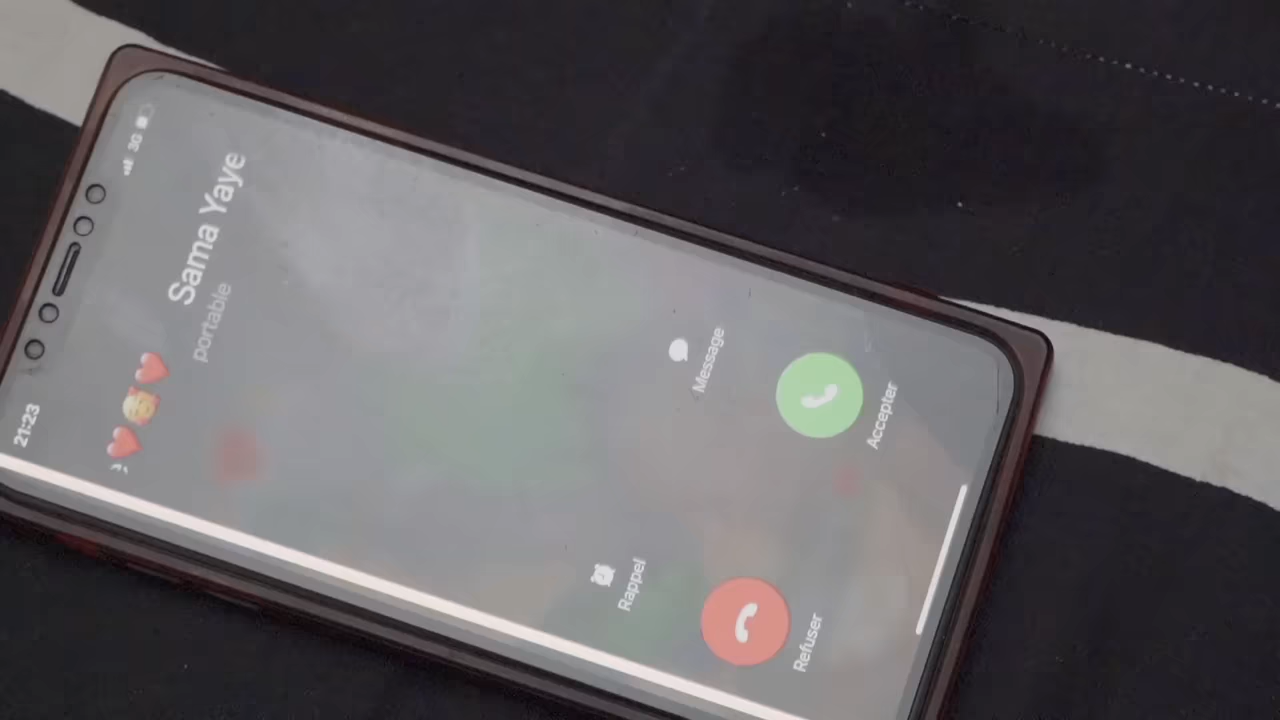 21:23
3G
Sama Yaye
❤️🥰❤️
portable
Rappel
Message
Refuser
Accepter